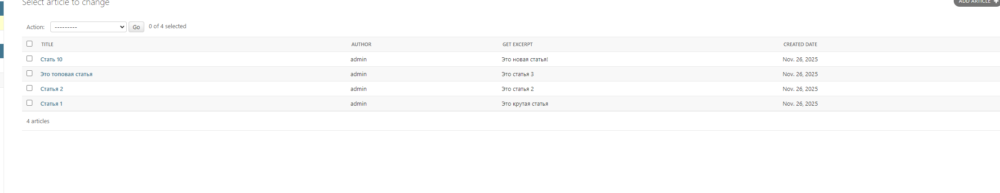 Select article to change
ADD ARTICLE +
Action: --------- Go 0 of 4 selected
TITLE AUTHOR GET EXCERPT CREATED DATE
Стать 10 admin Это новая статья! Nov. 26, 2025
Это топовая статья admin Это статья 3 Nov. 26, 2025
Статья 2 admin Это статья 2 Nov. 26, 2025
Статья 1 admin Это крутая статья Nov. 26, 2025
4 articles